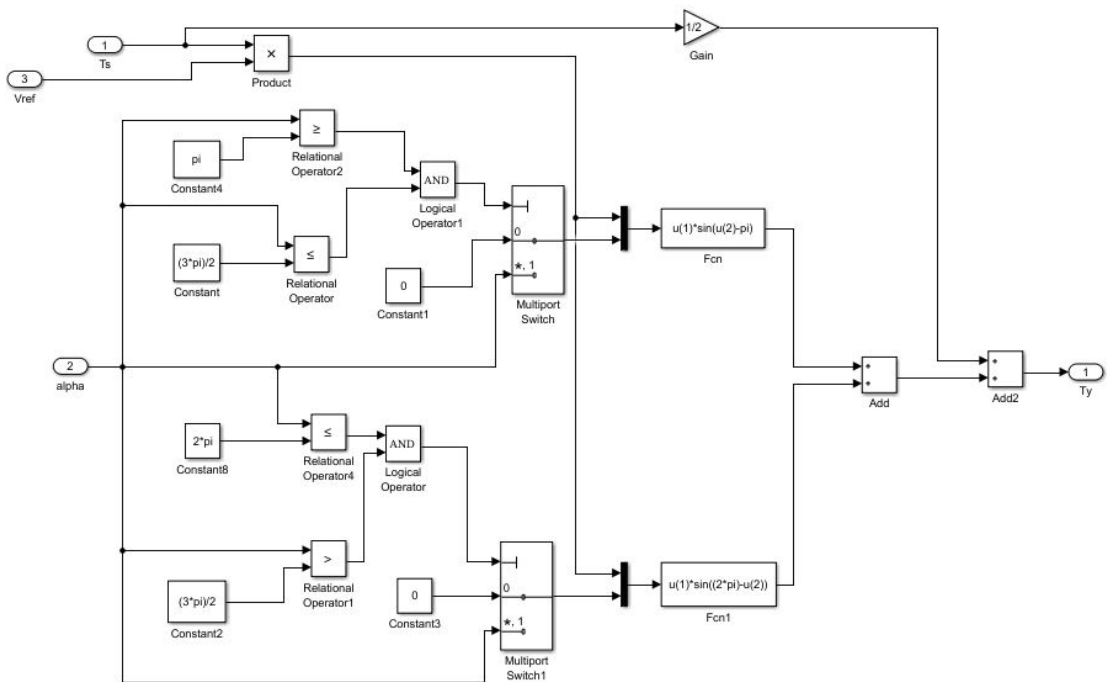 1
Ts
3
Vref
×
Product
1/2
Gain
pi
Constant4
≥
Relational
Operator2
AND
Logical
Operator1
(3*pi)/2
Constant
≤
Relational
Operator
0
Constant1
0
*, 1
Multiport
Switch
u(1)*sin(u(2)-pi)
Fcn
2
alpha
+
+
Add
+
+
Add2
1
Ty
2*pi
Constant8
≤
Relational
Operator4
AND
Logical
Operator
(3*pi)/2
Constant2
>
Relational
Operator1
0
Constant3
0
*, 1
Multiport
Switch1
u(1)*sin((2*pi)-u(2))
Fcn1